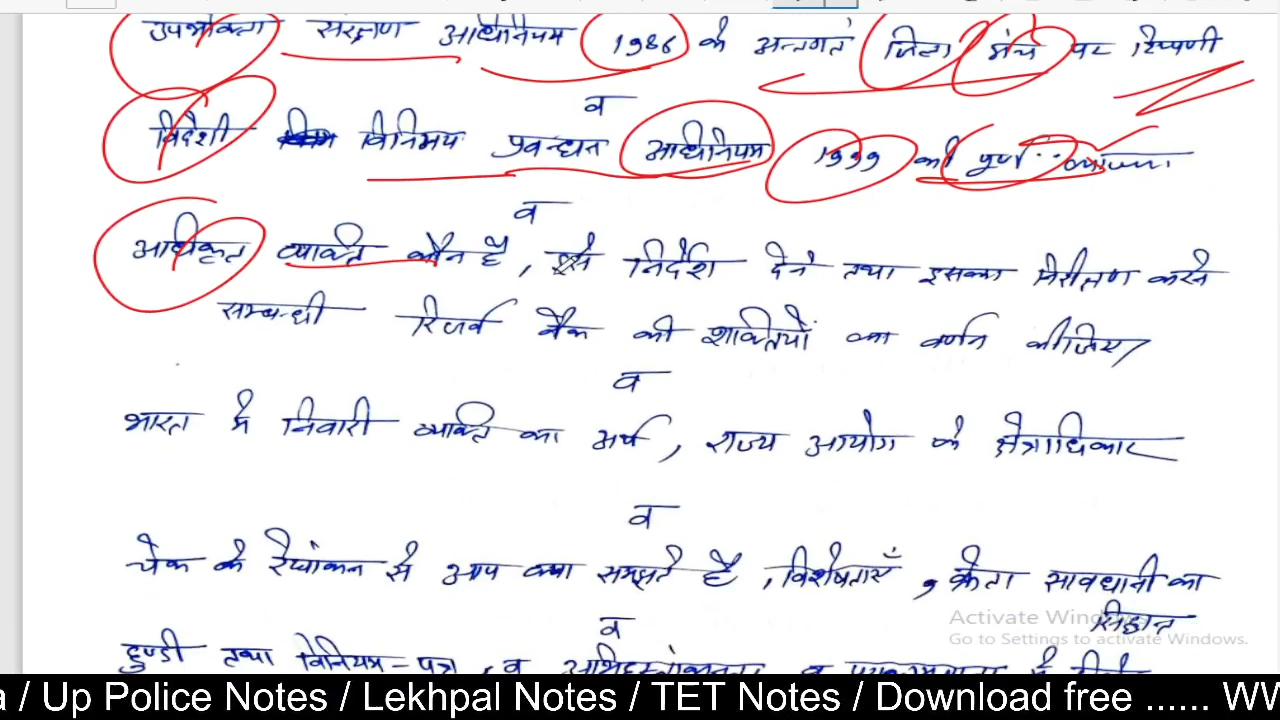 उपभोक्ता संरक्षण अधिनियम 1986 के अन्तर्गत जिला मंच पर टिप्पणी
व
विदेशी विनिमय प्रबन्धन अधिनियम 1999 की पूर्ण व्याख्या
व
अधिकृत व्यक्ति कौन है, इसे निर्देश देने तथा इसका निरीक्षण करने
सम्बन्धी रिजर्व बैंक की शक्तियों का वर्णन कीजिए
व
भारत में निवासी व्यक्ति का अर्थ, राज्य आयोग के क्षेत्राधिकार
व
चेक के रेखांकन से आप क्या समझते है, विशेषताएँ, क्रेता सावधानी का
सिद्धान्त
Activate Windows
Go to Settings to activate Windows.
व
हुण्डी तथा विनिमय-पत्र, व
a / Up Police Notes / Lekhpal Notes / TET Notes / Download free ...... WW